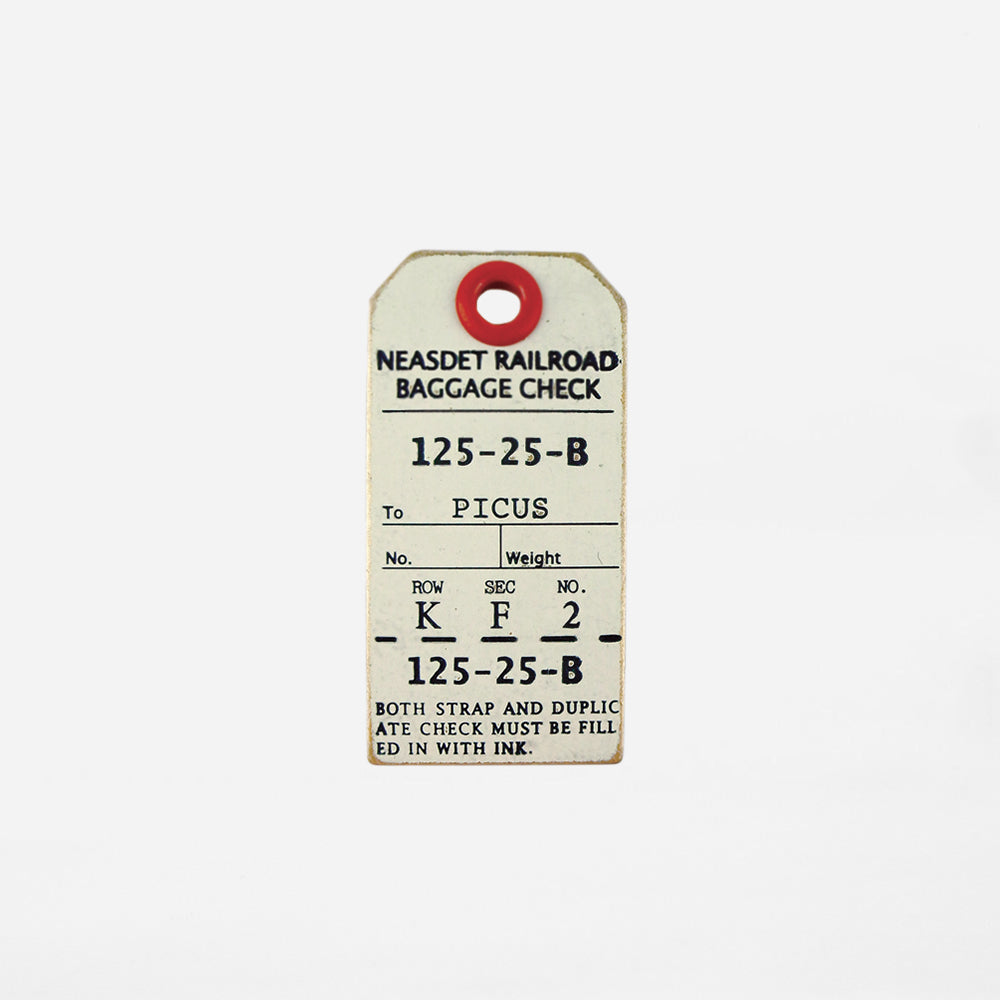 NEASDET RAILROAD
BAGGAGE CHECK
125-25-B
To PICUS
No. Weight
ROW SEC NO.
K F 2
125-25-B
BOTH STRAP AND DUPLIC
ATE CHECK MUST BE FILL
ED IN WITH INK.